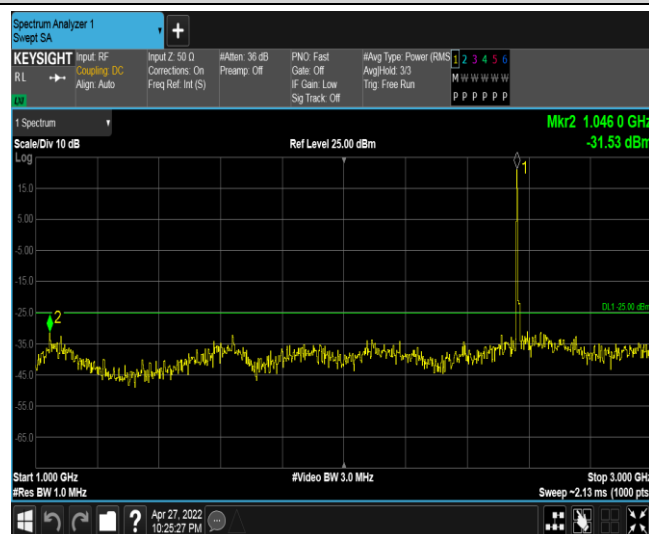 Spectrum Analyzer 1
Swept SA
+
KEYSIGHT Input: RF Input Z: 50 Ω #Atten: 36 dB PNO: Fast #Avg Type: Power (RMS 1 2 3 4 5 6
RL Coupling: DC Corrections: On Preamp: Off Gate: Off Avg|Hold: 3/3 M W W W W W
Align: Auto Freq Ref: Int (S) IF Gain: Low Trig: Free Run
Sig Track: Off P P P P P P
1 Spectrum Mkr2 1.046 0 GHz
Scale/Div 10 dB Ref Level 25.00 dBm -31.53 dBm
Log
1
15.0
5.00
-5.00
-15.0
-25.0 DL1 -25.00 dBm
2
-35.0
-45.0
-55.0
-65.0
Start 1.000 GHz #Video BW 3.0 MHz Stop 3.000 GHz
#Res BW 1.0 MHz Sweep ~2.13 ms (1000 pts
? Apr 27, 2022
10:25:27 PM